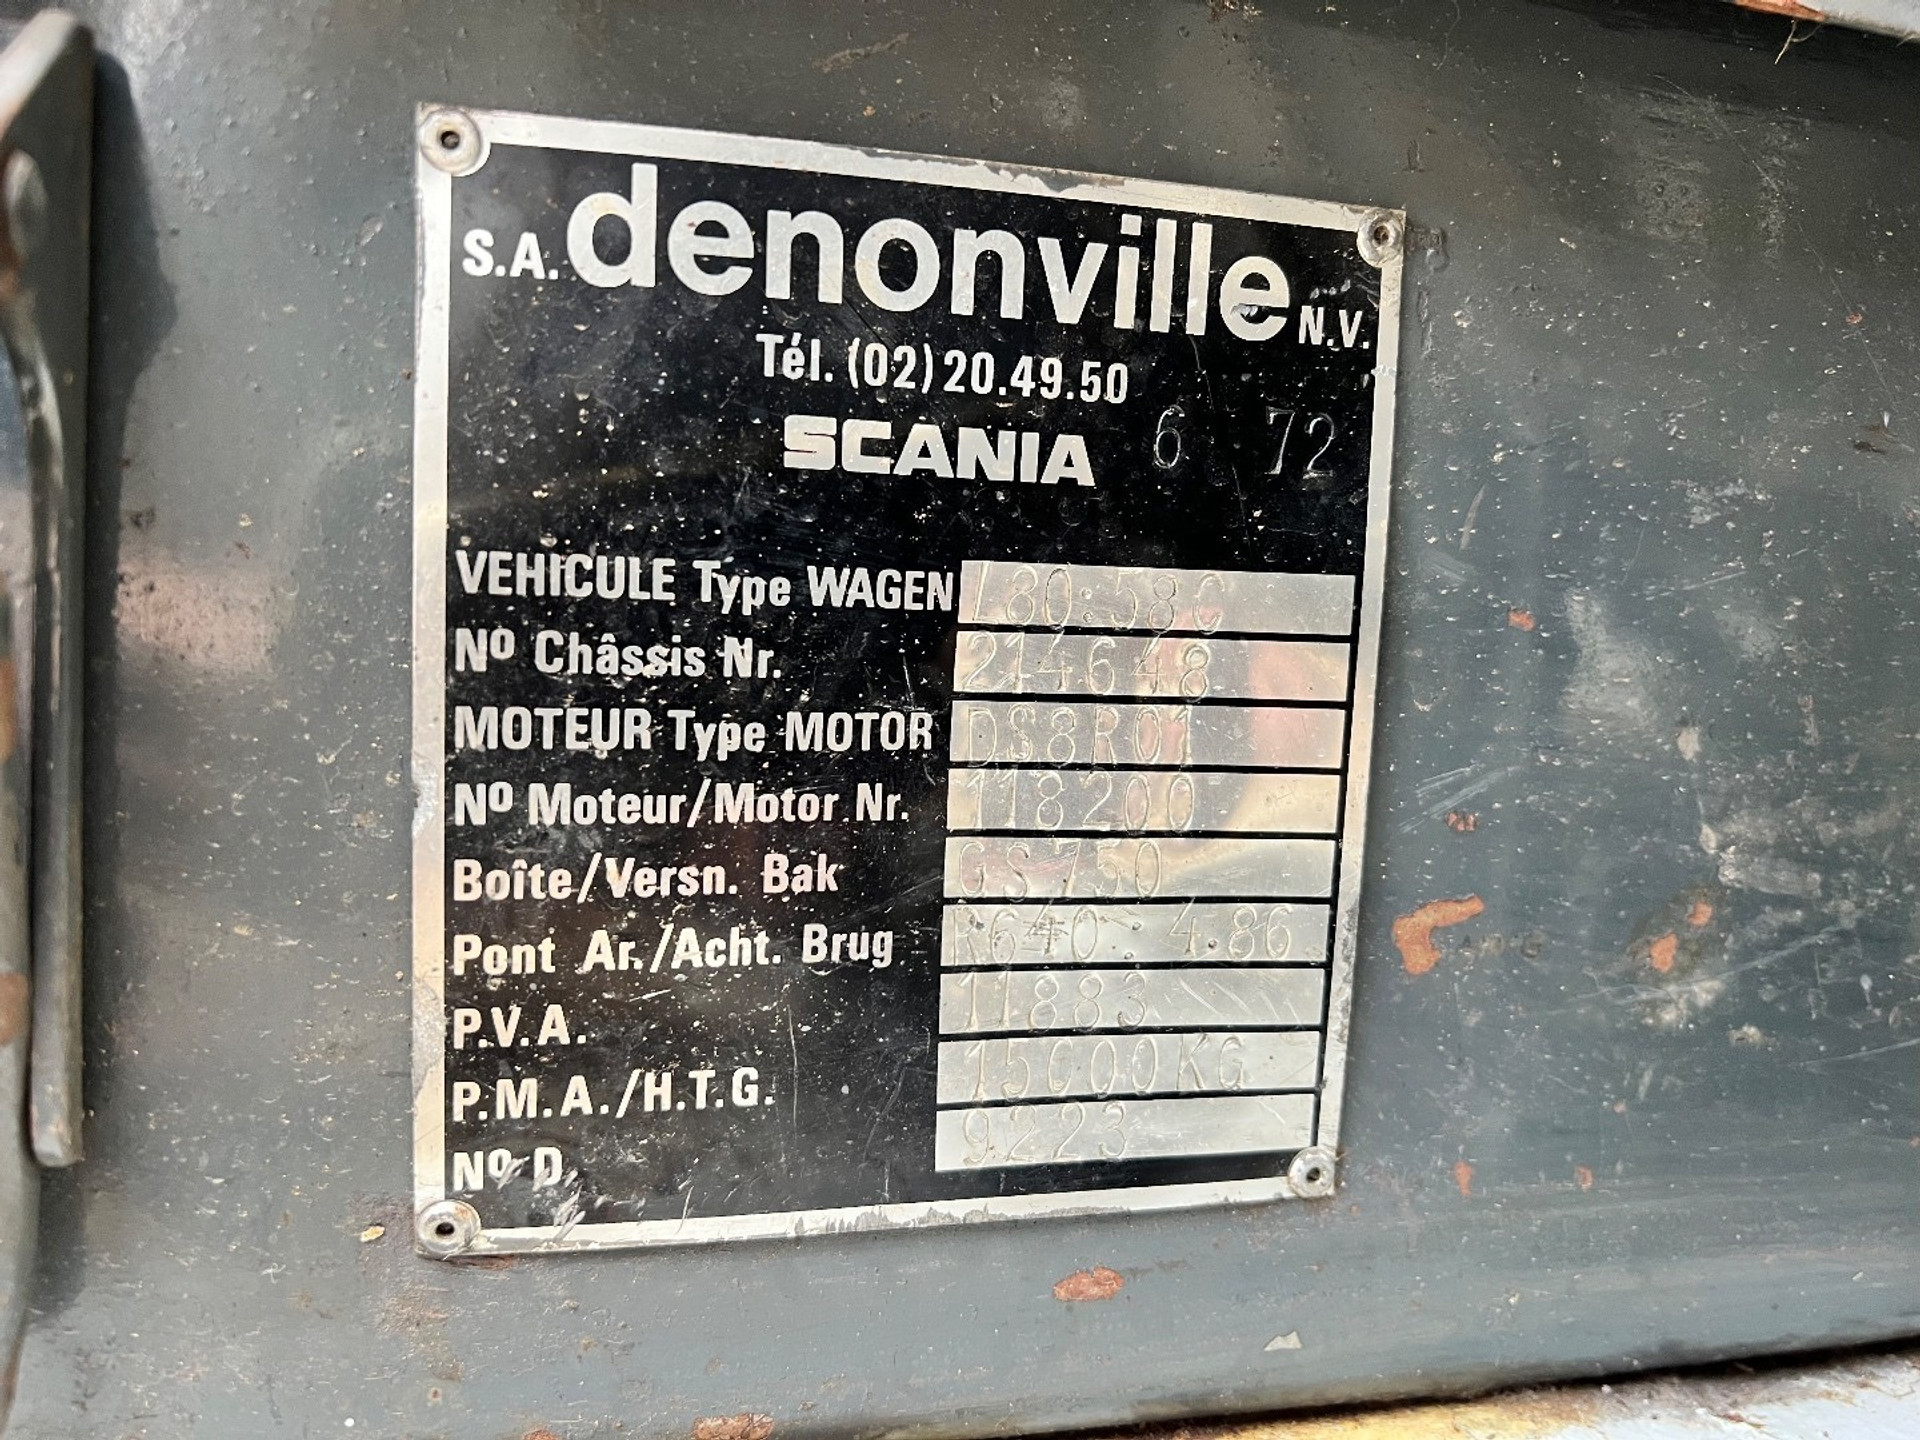 S.A. denonville N.V.
Tél. (02) 20.49.50
SCANIA 6 72
VEHICULE Type WAGEN L80:58C
Nº Châssis Nr. 214648
MOTEUR Type MOTOR DS8R01
Nº Moteur/Motor Nr. 118200
Boîte/Versn. Bak GS750
Pont Ar./Acht. Brug R640: 4.86
P.V.A. 11883
P.M.A./H.T.G. 15000KG
Nº D. 9223